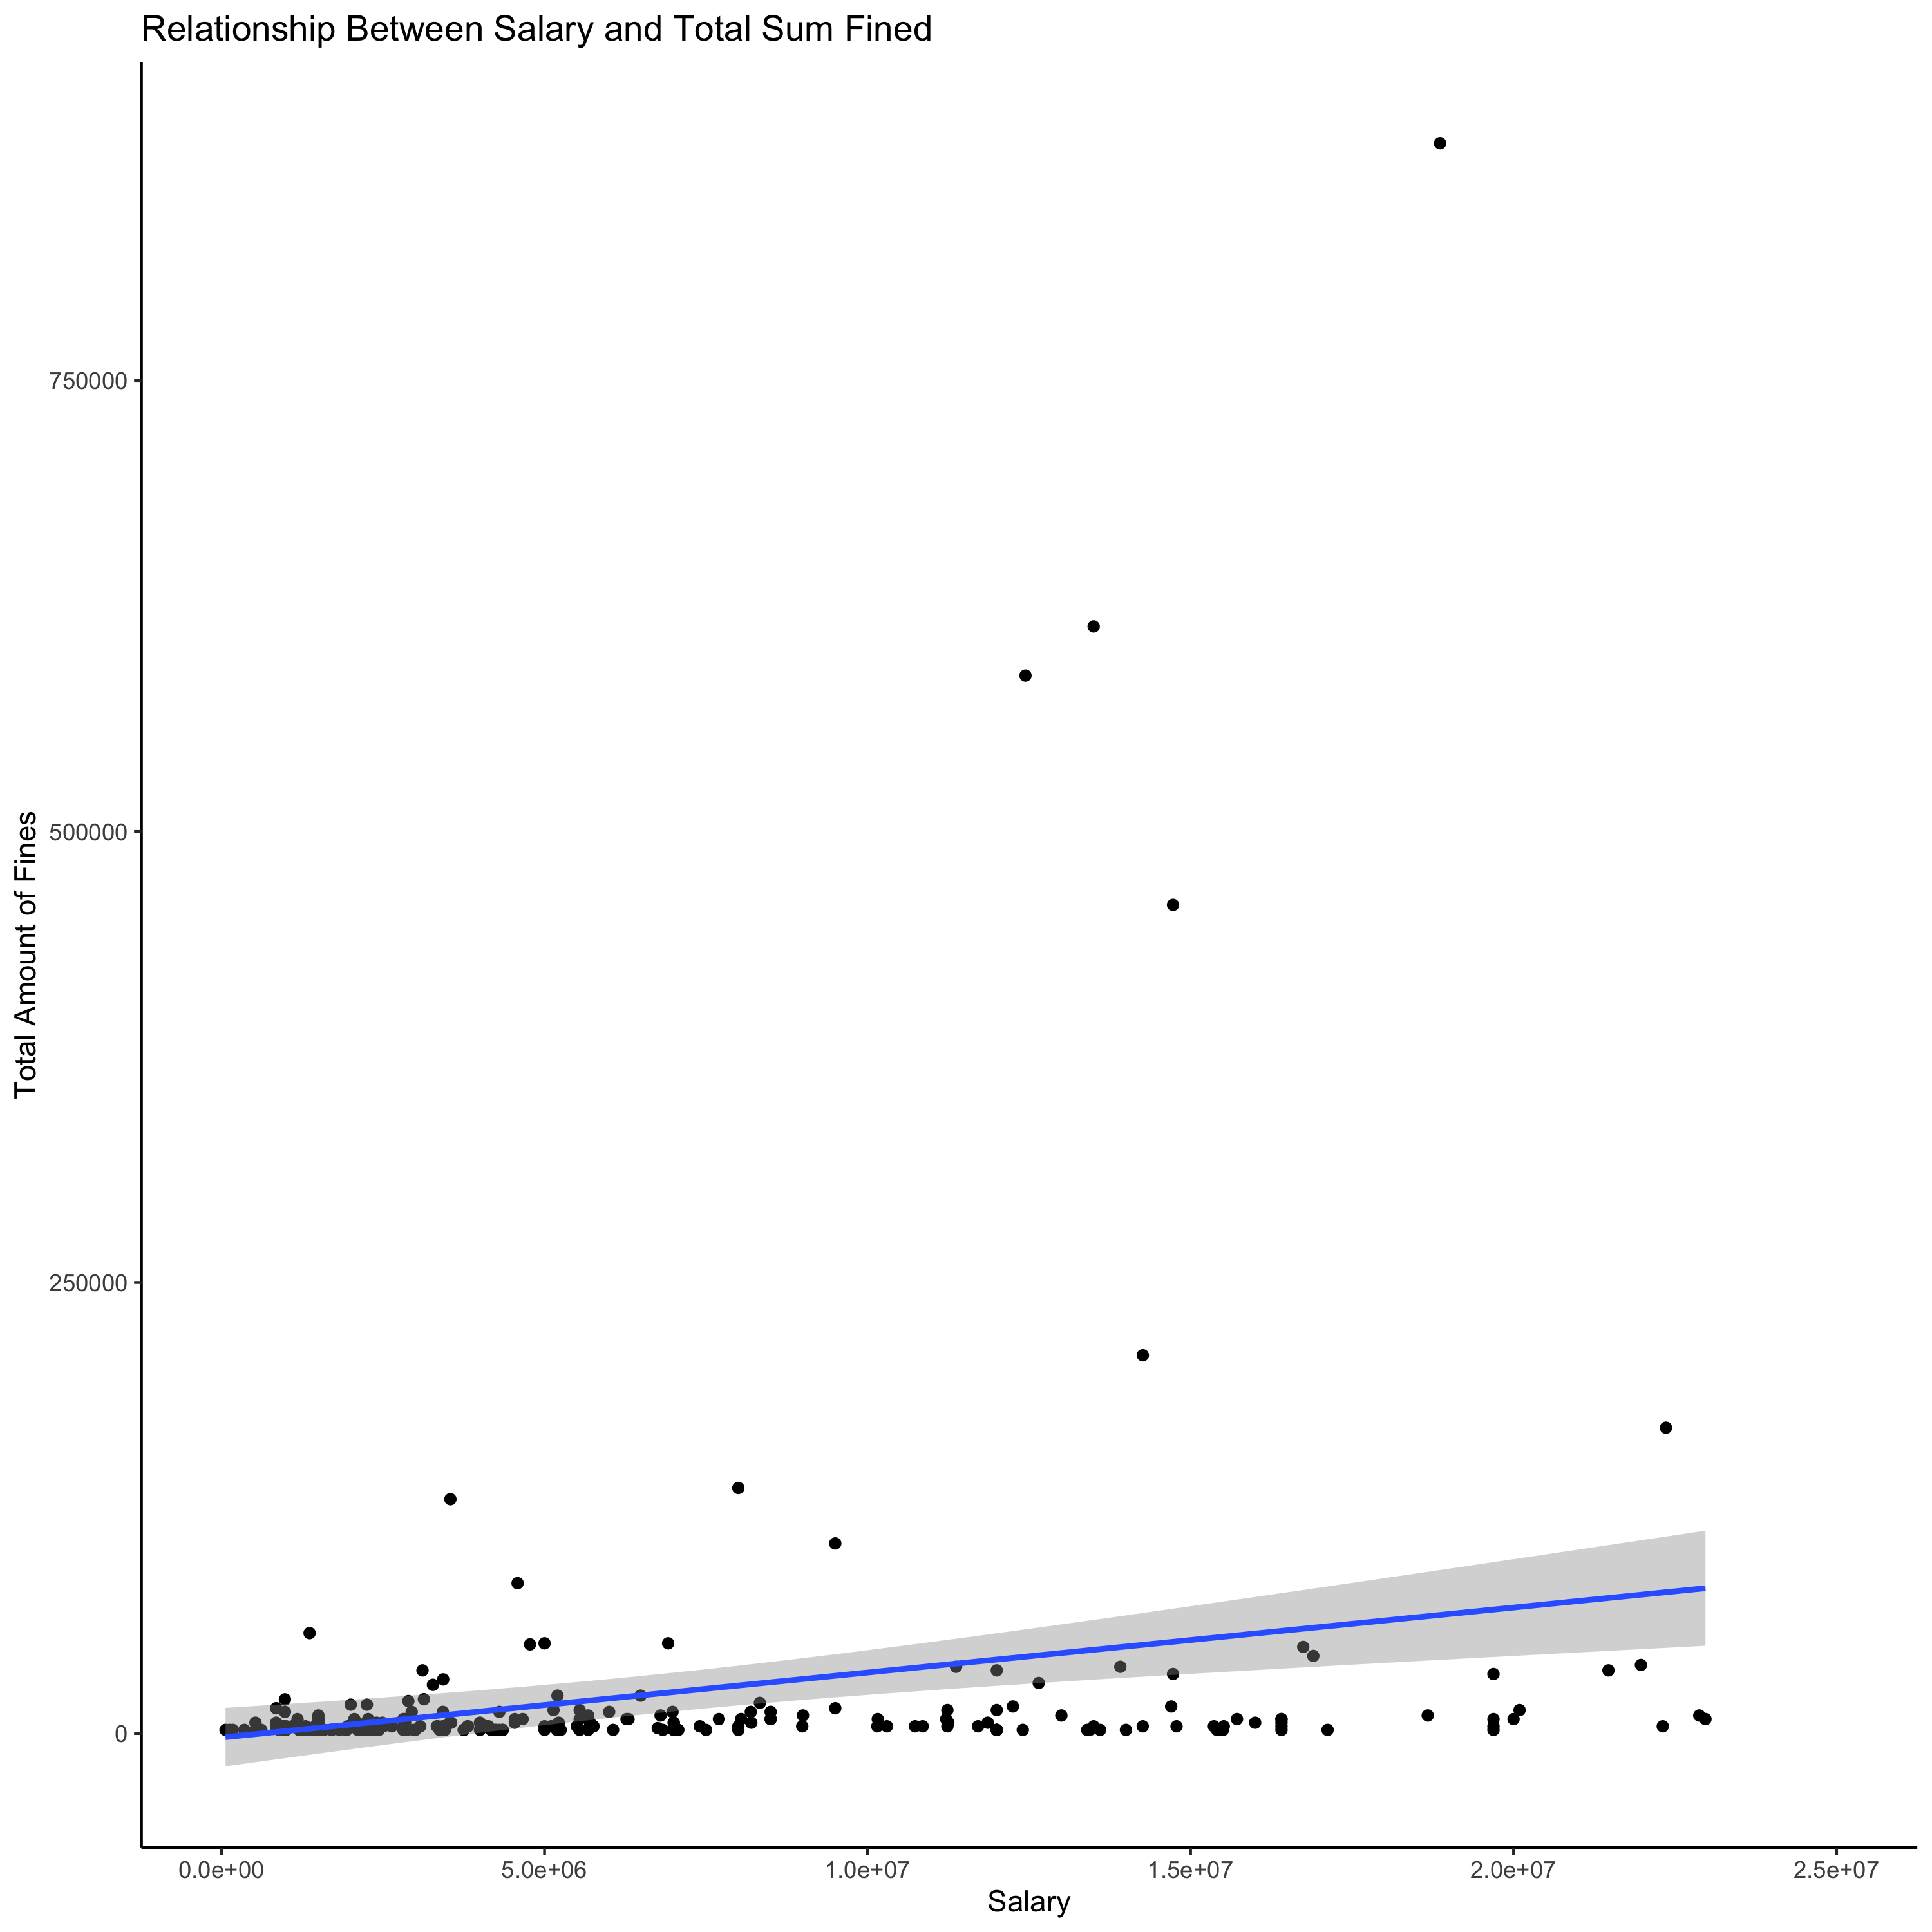 Relationship Between Salary and Total Sum Fined
Total Amount of Fines
750000
500000
250000
0
0.0e+00
5.0e+06
1.0e+07
1.5e+07
2.0e+07
2.5e+07
Salary